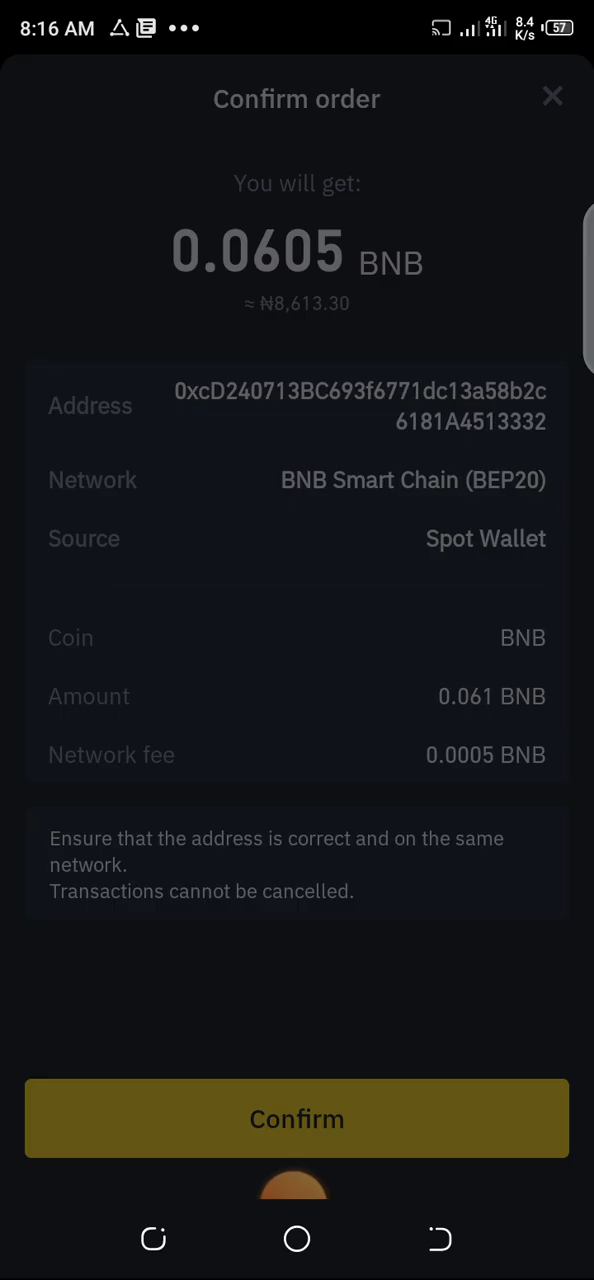 8:16 AM
4G
8.4
K/s
57
Confirm order
You will get:
0.0605 BNB
≈ ₦8,613.30
Address
0xcD240713BC693f6771dc13a58b2c
6181A4513332
Network
BNB Smart Chain (BEP20)
Source
Spot Wallet
Coin
BNB
Amount
0.061 BNB
Network fee
0.0005 BNB
Ensure that the address is correct and on the same
network.
Transactions cannot be cancelled.
Confirm